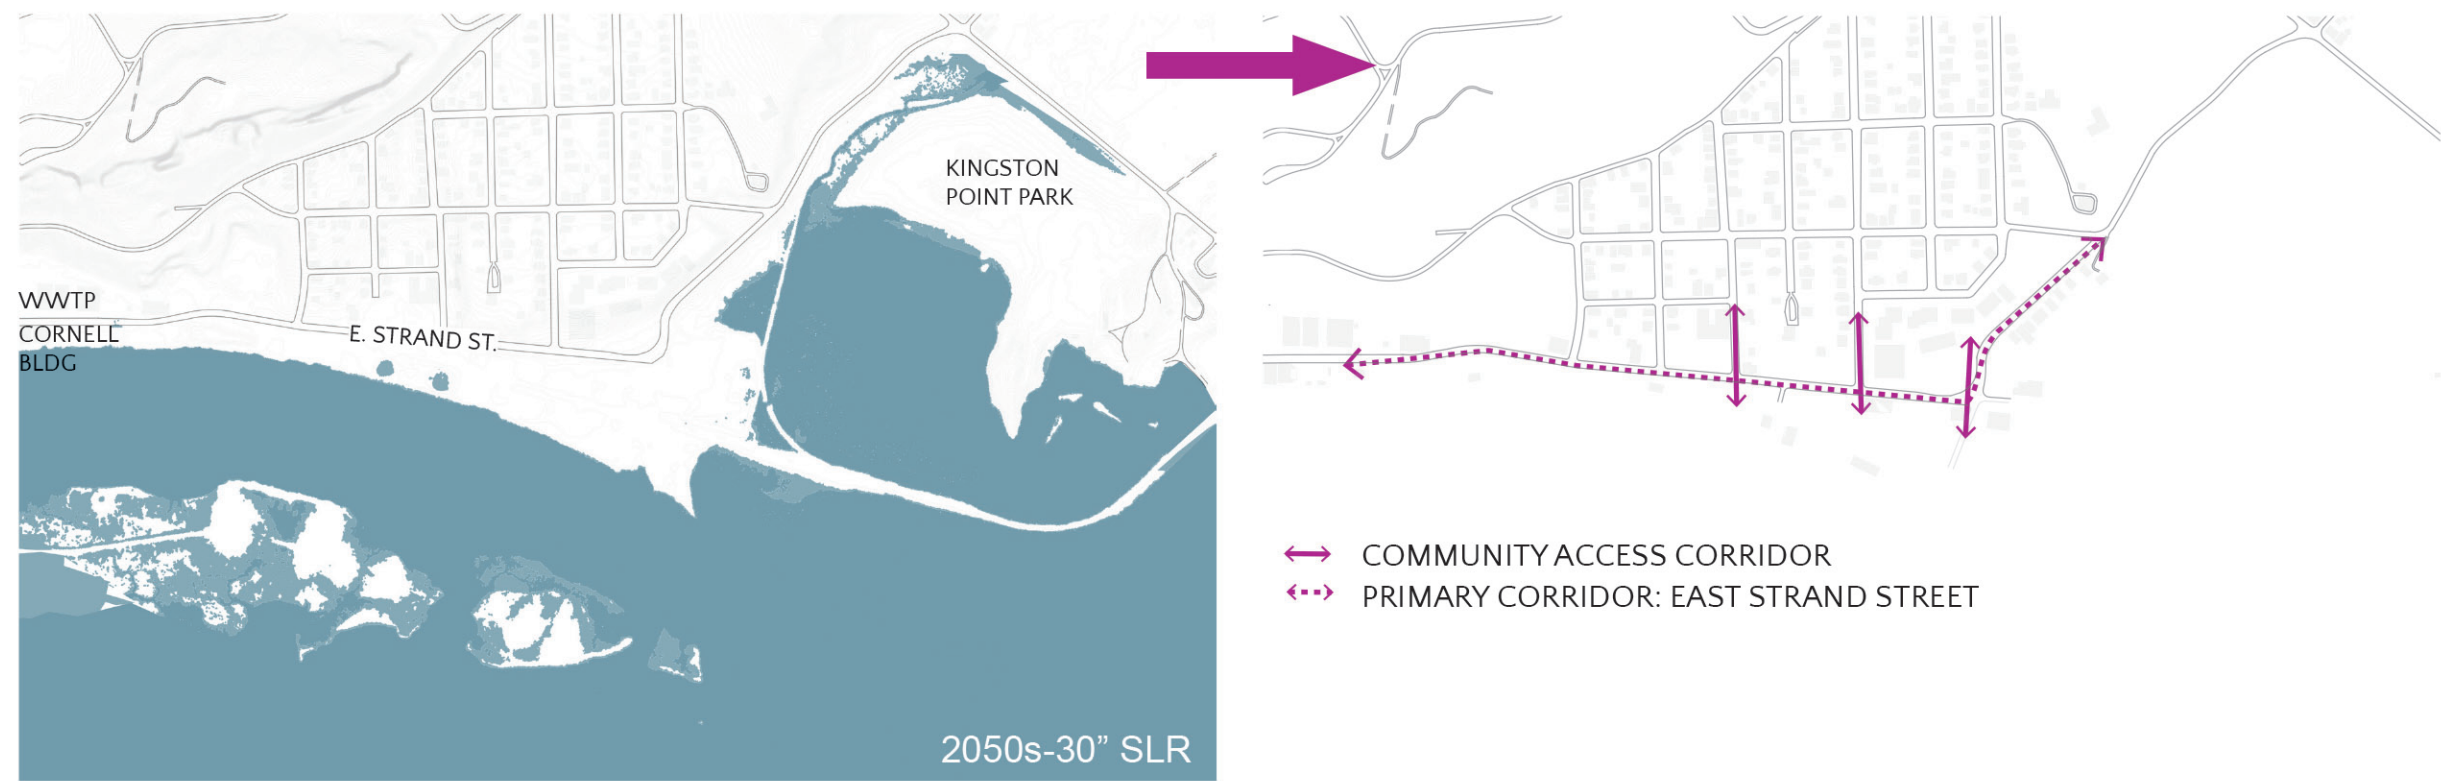 KINGSTON
POINT PARK
WWTP
CORNELL
BLDG
E. STRAND ST.
2050s-30” SLR
COMMUNITY ACCESS CORRIDOR
PRIMARY CORRIDOR: EAST STRAND STREET